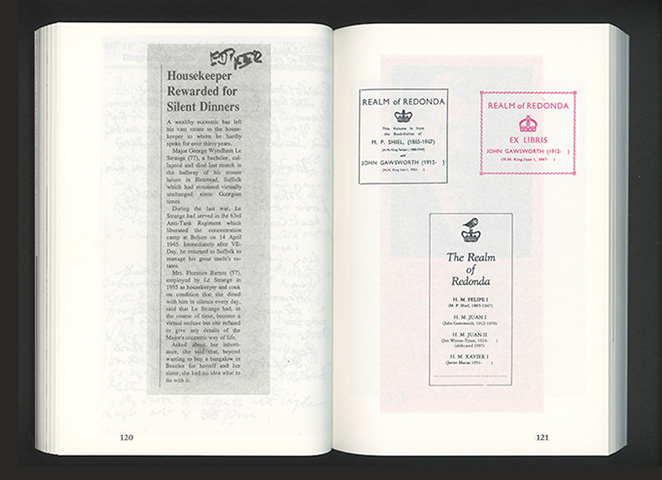 Housekeeper
Rewarded for
Silent Dinners
A wealthy eccentric has left
his vast estate to the house-
keeper to whom he hardly
spoke for over thirty years.
Major George Wyndham Le
Strange (77), a bachelor, col-
lapsed and died last month in
the hallway of his manor
house in Henstead, Suffolk
which had remained virtually
unchanged since Georgian
times.
During the last war, Le
Strange had served in the 63rd
Anti-Tank Regiment which
liberated the concentration
camp at Belsen on 14 April
1945. Immediately after VE-
Day, he returned to Suffolk to
manage his great uncle's es-
tates.
Mrs. Florence Barnes (57),
employed by Le Strange in
1955 as housekeeper and cook
on condition that she dined
with him in silence every day,
said that Le Strange had, in
the course of time, become a
virtual recluse but she refused
to give any details of the
Major's eccentric way of life.
Asked about her inherit-
ance, she said that, beyond
wanting to buy a bungalow in
Beccles for herself and her
sister, she had no idea what to
do with it.
120
REALM of REDONDA
This Volume is from
the Bookshelves of
M. P. SHIEL, (1865-1947)
and
JOHN GAWSWORTH (1912- )
(H.M. King Juan I, 1947- )
REALM of REDONDA
EX LIBRIS
JOHN GAWSWORTH (1912- )
(H.M. King Juan I, 1947- )
The Realm
of
Redonda
H. M. FELIPE I
(M. P. Shiel, 1865-1947)
H. M. JUAN I
(John Gawsworth, 1912-1970)
H. M. JUAN II
(Jon Wynne-Tyson, 1924- )
(abdicated 1997)
H. M. XAVIER I
(Javier Marías 1951- )
121